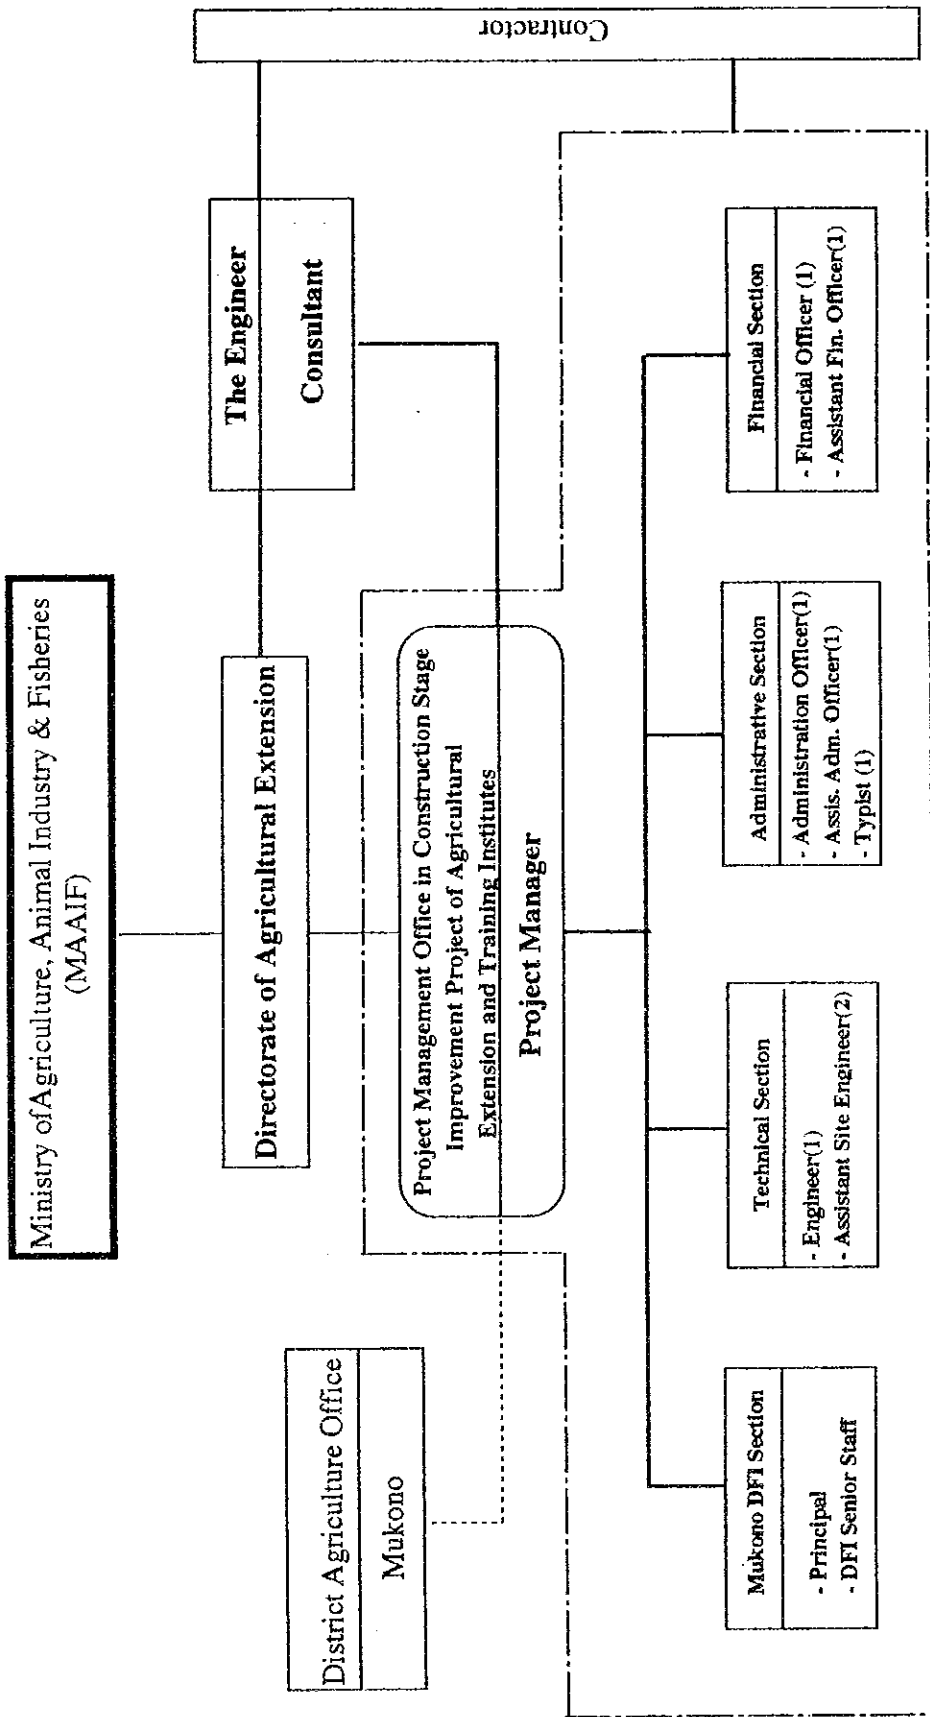 Ministry of Agriculture, Animal Industry & Fisheries
(MAAIF)
Directorate of Agricultural Extension
The Engineer
Consultant
Contractor
District Agriculture Office
Mukono
Project Management Office in Construction Stage
Improvement Project of Agricultural
Extension and Training Institutes
Project Manager
Mukono DFI Section
- Principal
- DFI Senior Staff
Technical Section
- Engineer(1)
- Assistant Site Engineer(2)
Administrative Section
- Administration Officer(1)
- Assis. Adm. Officer(1)
- Typist (1)
Financial Section
- Financial Officer (1)
- Assistant Fin. Officer(1)